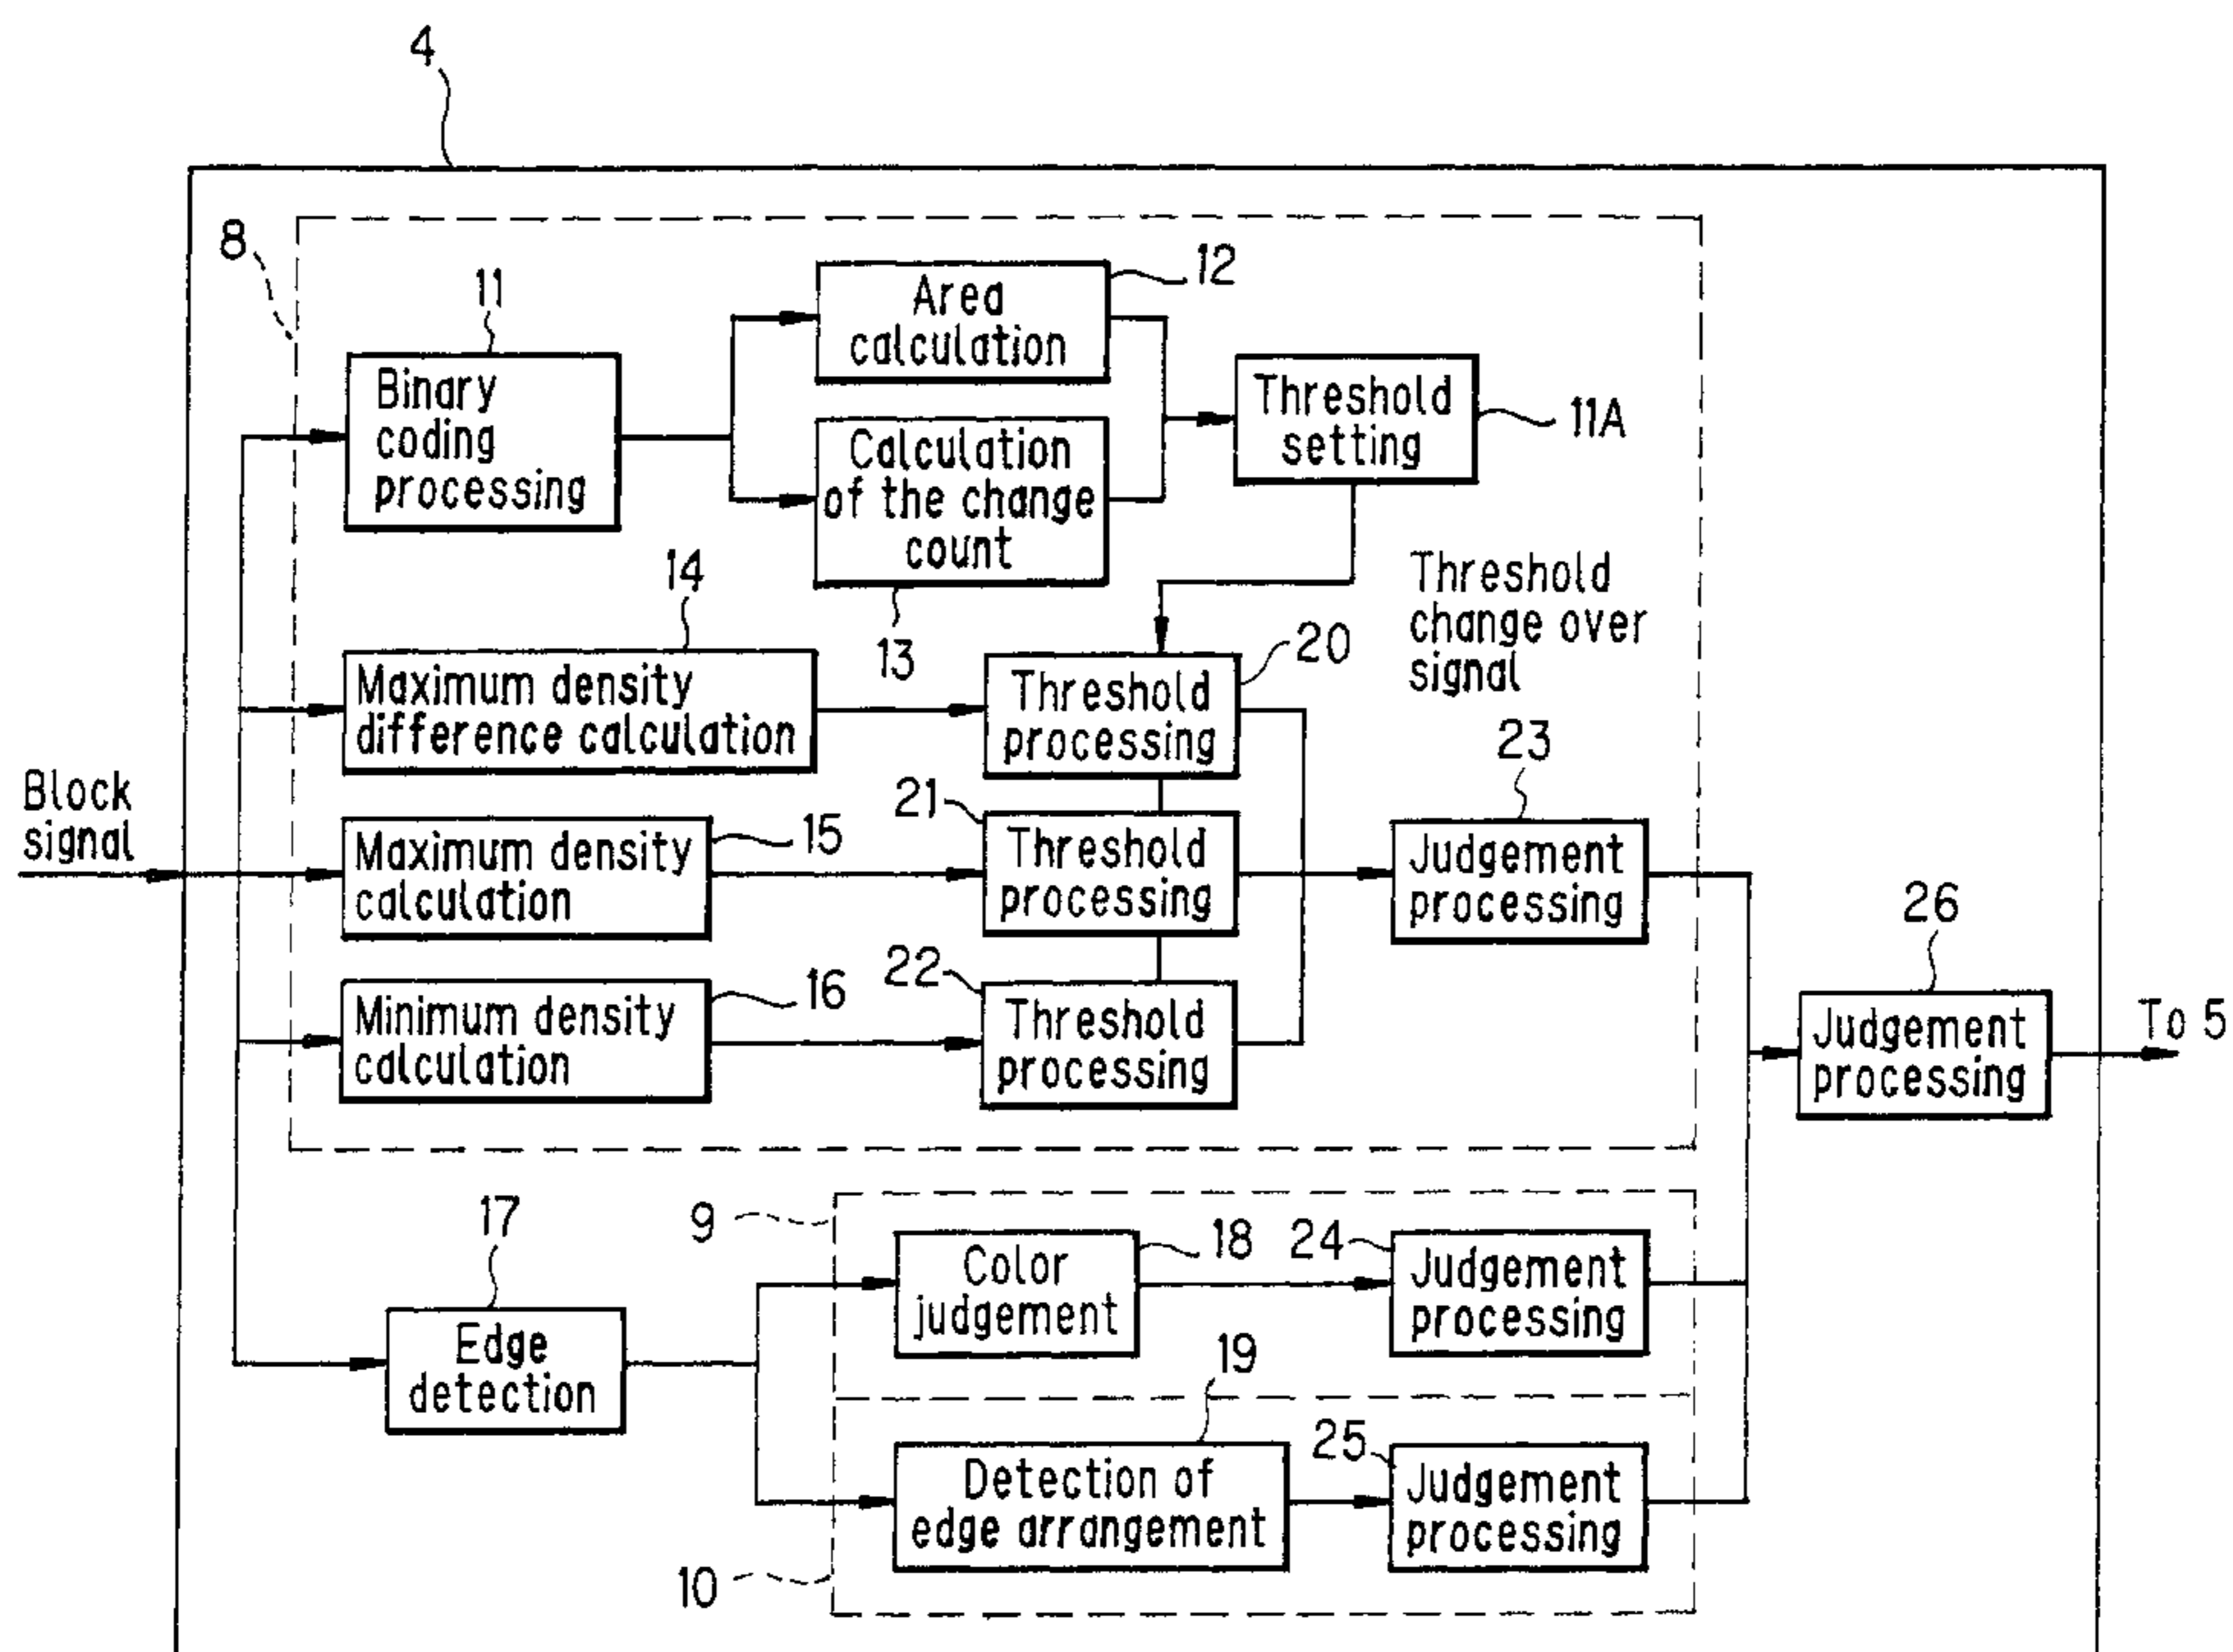 4
8
11
Binary
coding
processing
Area
calculation
12
Calculation
of the change
count
13
Threshold
setting
11A
Threshold
change over
signal
14
Maximum density
difference calculation
Threshold
processing
20
Block
signal
Maximum density
calculation
15
21
Threshold
processing
23
Judgement
processing
Minimum density
calculation
16
22
Threshold
processing
26
Judgement
processing
To 5
17
Edge
detection
9
Color
judgement
18
24
Judgement
processing
19
Detection of
edge arrangement
25
Judgement
processing
10